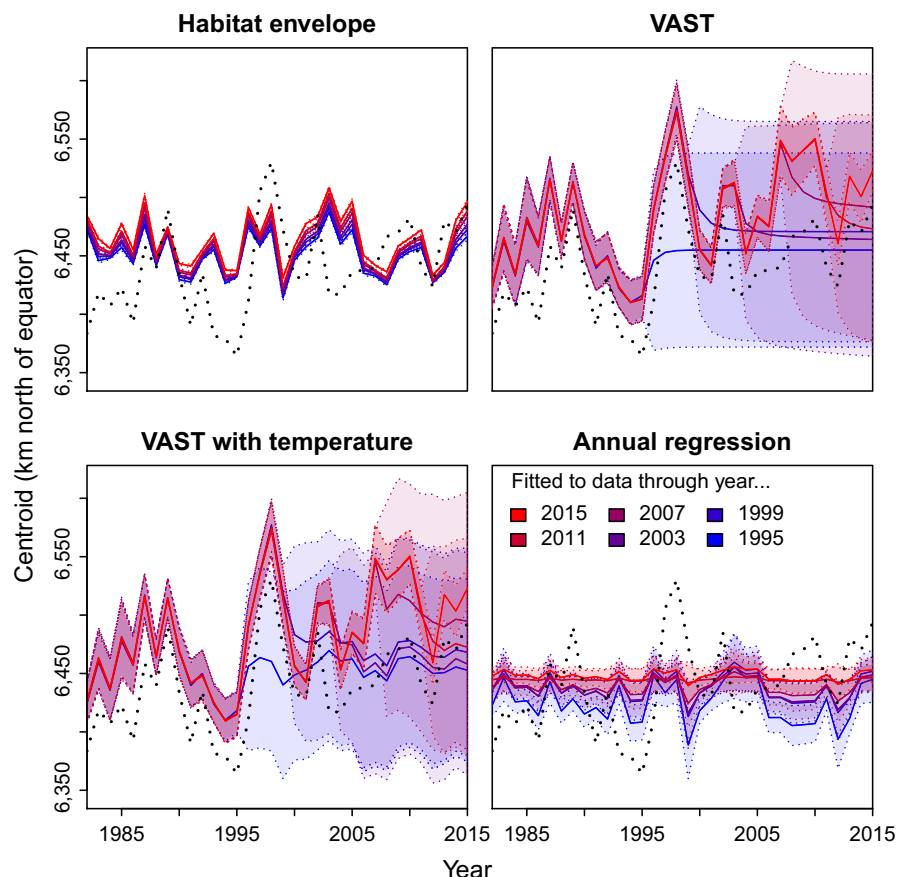 Habitat envelope
VAST
6,550
6,450
6,350
VAST with temperature
Annual regression
Fitted to data through year...
2015
2007
1999
2011
2003
1995
6,550
6,450
6,350
Centroid (km north of equator)
1985
1995
2005
2015
1985
1995
2005
2015
Year